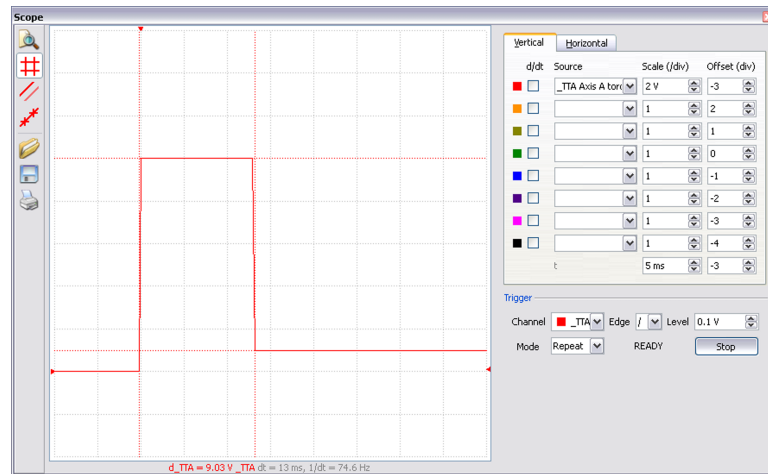 Scope
Vertical Horizontal
d/dt Source Scale (/div) Offset (div)
_TTA Axis A torc 2 V -3
1 2
1 1
1 0
1 -1
1 -2
1 -3
1 -4
t 5 ms -3
Trigger
Channel _TTA Edge / Level 0.1 V
Mode Repeat READY Stop
d_TTA = 9.03 V _TTA dt = 13 ms, 1/dt = 74.6 Hz